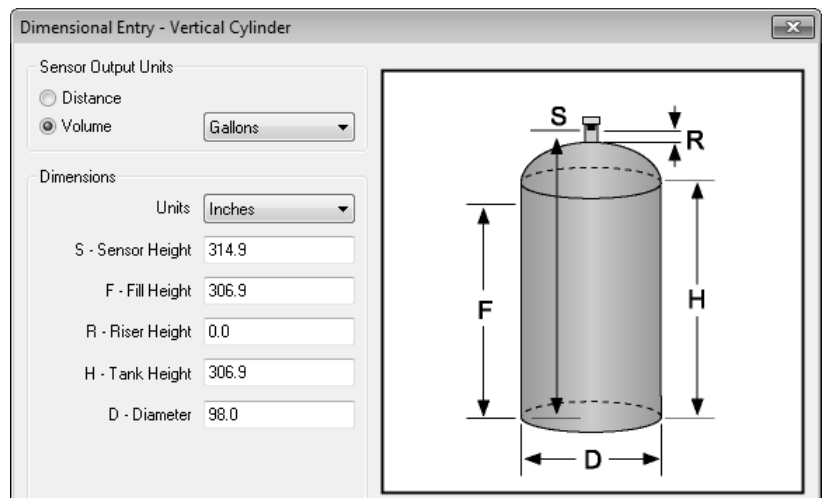 Dimensional Entry - Vertical Cylinder
Sensor Output Units
Distance
Volume Gallons
Dimensions
Units Inches
S - Sensor Height 314.9
F - Fill Height 306.9
R - Riser Height 0.0
H - Tank Height 306.9
D - Diameter 98.0
S
R
F
H
D